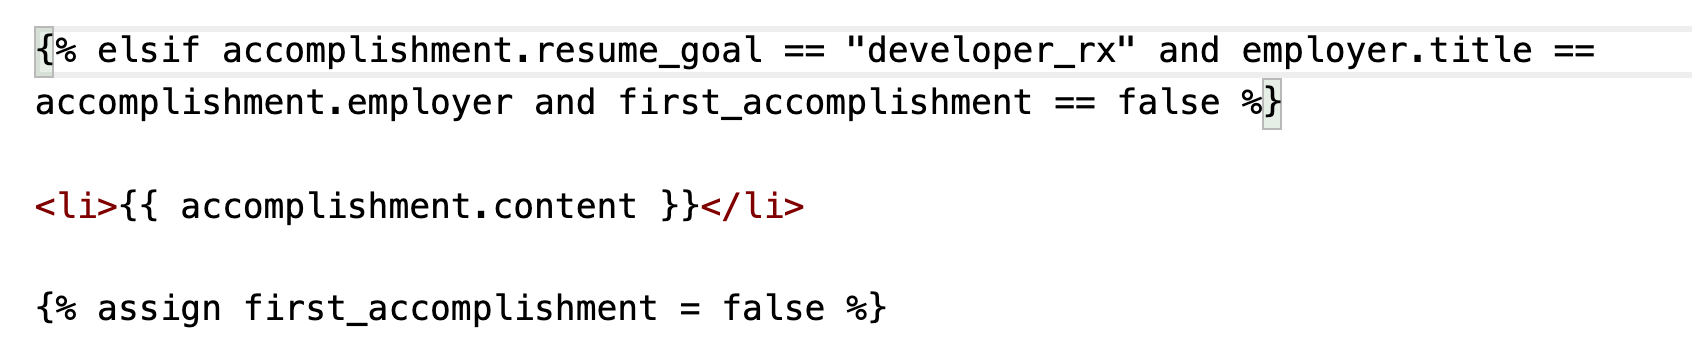 {% elsif accomplishment.resume_goal == "developer_rx" and employer.title ==
accomplishment.employer and first_accomplishment == false %}
<li>{{ accomplishment.content }}</li>
{% assign first_accomplishment = false %}